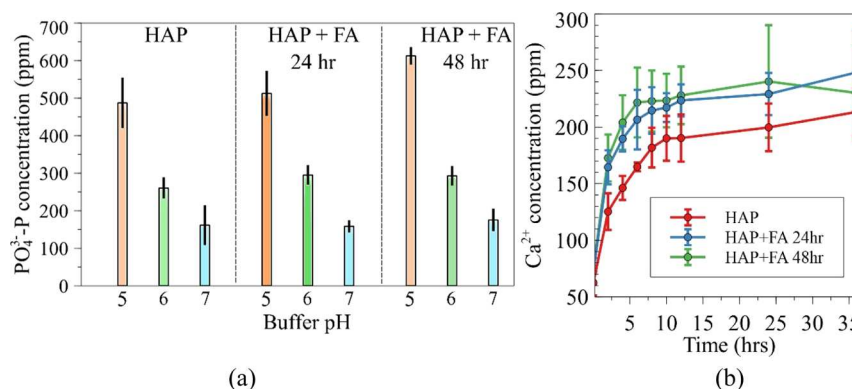 (a)
HAP
HAP + FA
24 hr
HAP + FA
48 hr
PO₄³⁻-P concentration (ppm)
700
600
500
400
300
200
100
0
5 6 7 5 6 7 5 6 7
Buffer pH
(a)
(b)
300
250
200
150
100
50
Ca²⁺ concentration (ppm)
HAP
HAP+FA 24hr
HAP+FA 48hr
5 10 15 20 25 30 35
Time (hrs)
(b)